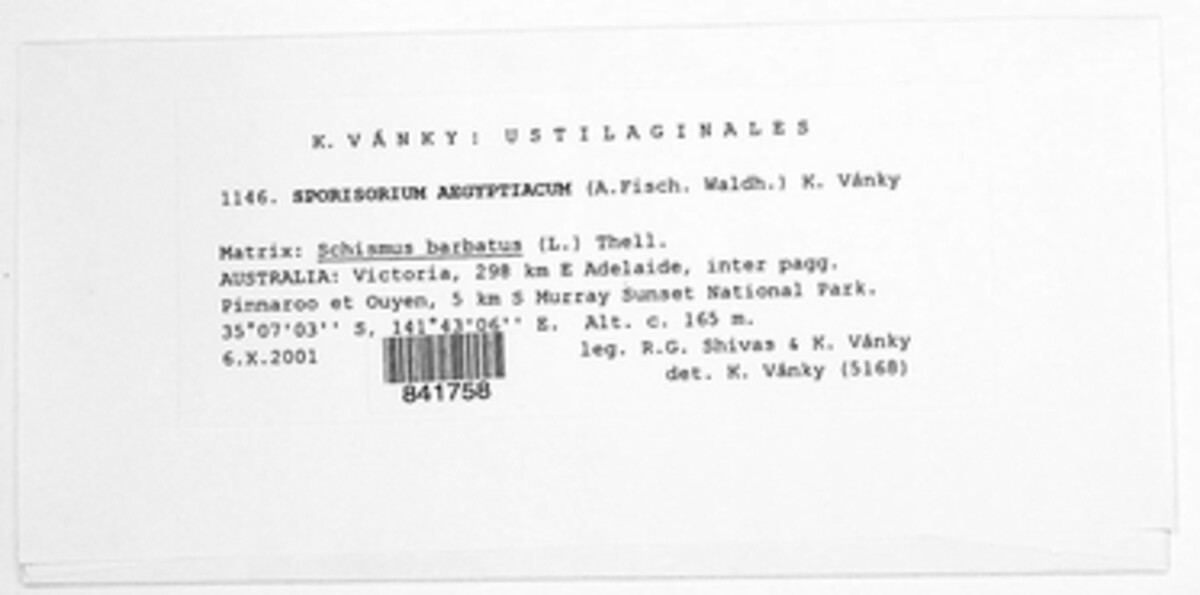 K. VÁNKY: USTILAGINALES
1146. SPORISORIUM AEGYPTIACUM (A.Fisch. Waldh.) K. Vánky
Matrix: Schismus barbatus (L.) Thell.
AUSTRALIA: Victoria, 298 km E Adelaide, inter pagg.
Pinnaroo et Ouyen, 5 km S Murray Sunset National Park.
35°07'03'' S, 141°43'06'' E. Alt. c. 165 m.
6.X.2001 leg. R.G. Shivas & K. Vánky
det. K. Vánky (5168)
841758